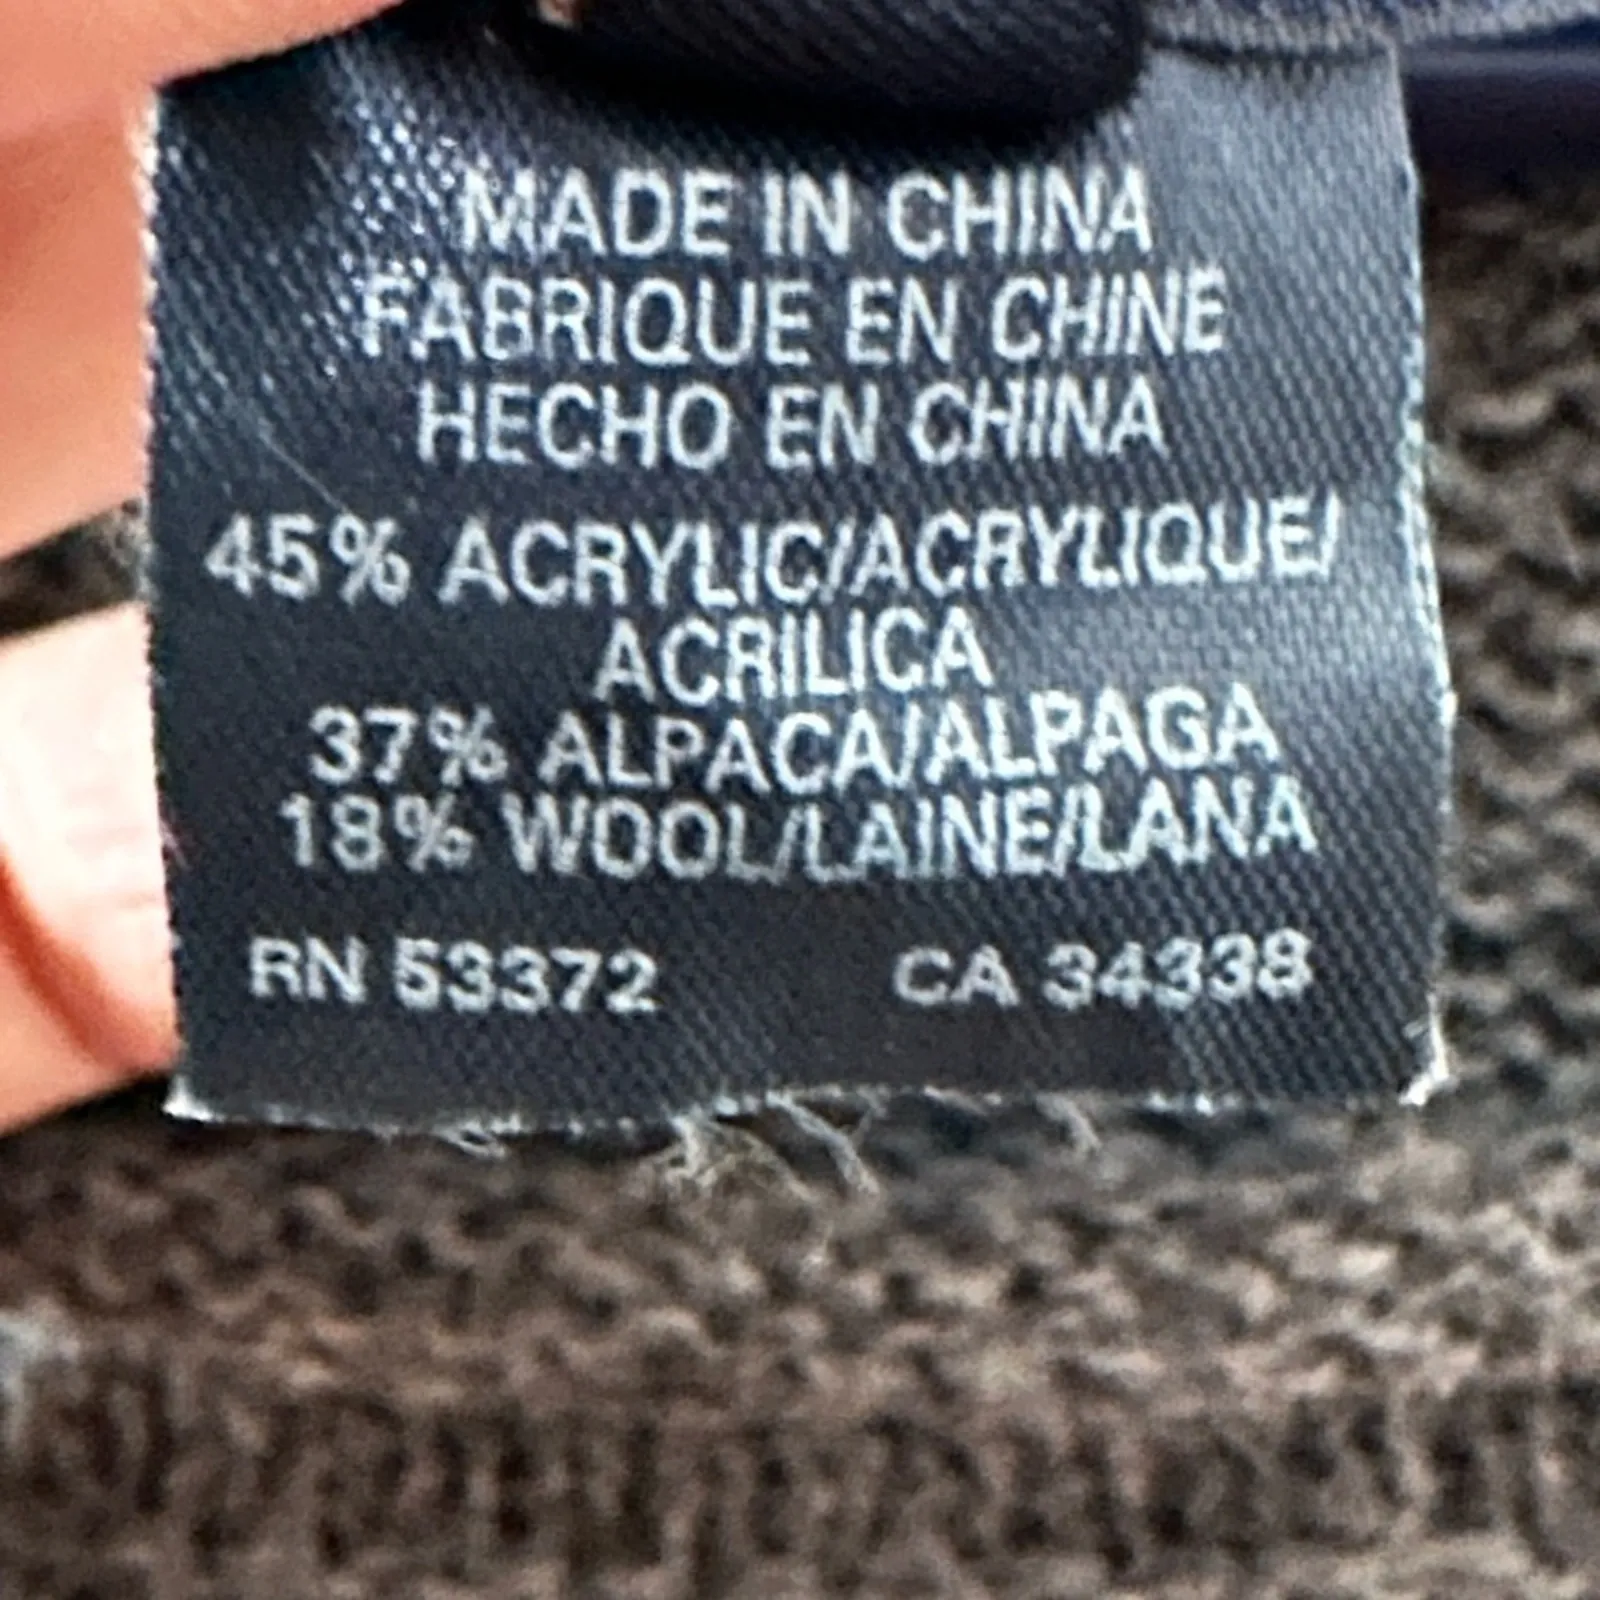 MADE IN CHINA
FABRIQUE EN CHINE
HECHO EN CHINA
45% ACRYLIC/ACRYLIQUE/
ACRILICA
37% ALPACA/ALPAGA
18% WOOL/LAINE/LANA
RN 53372 CA 34338